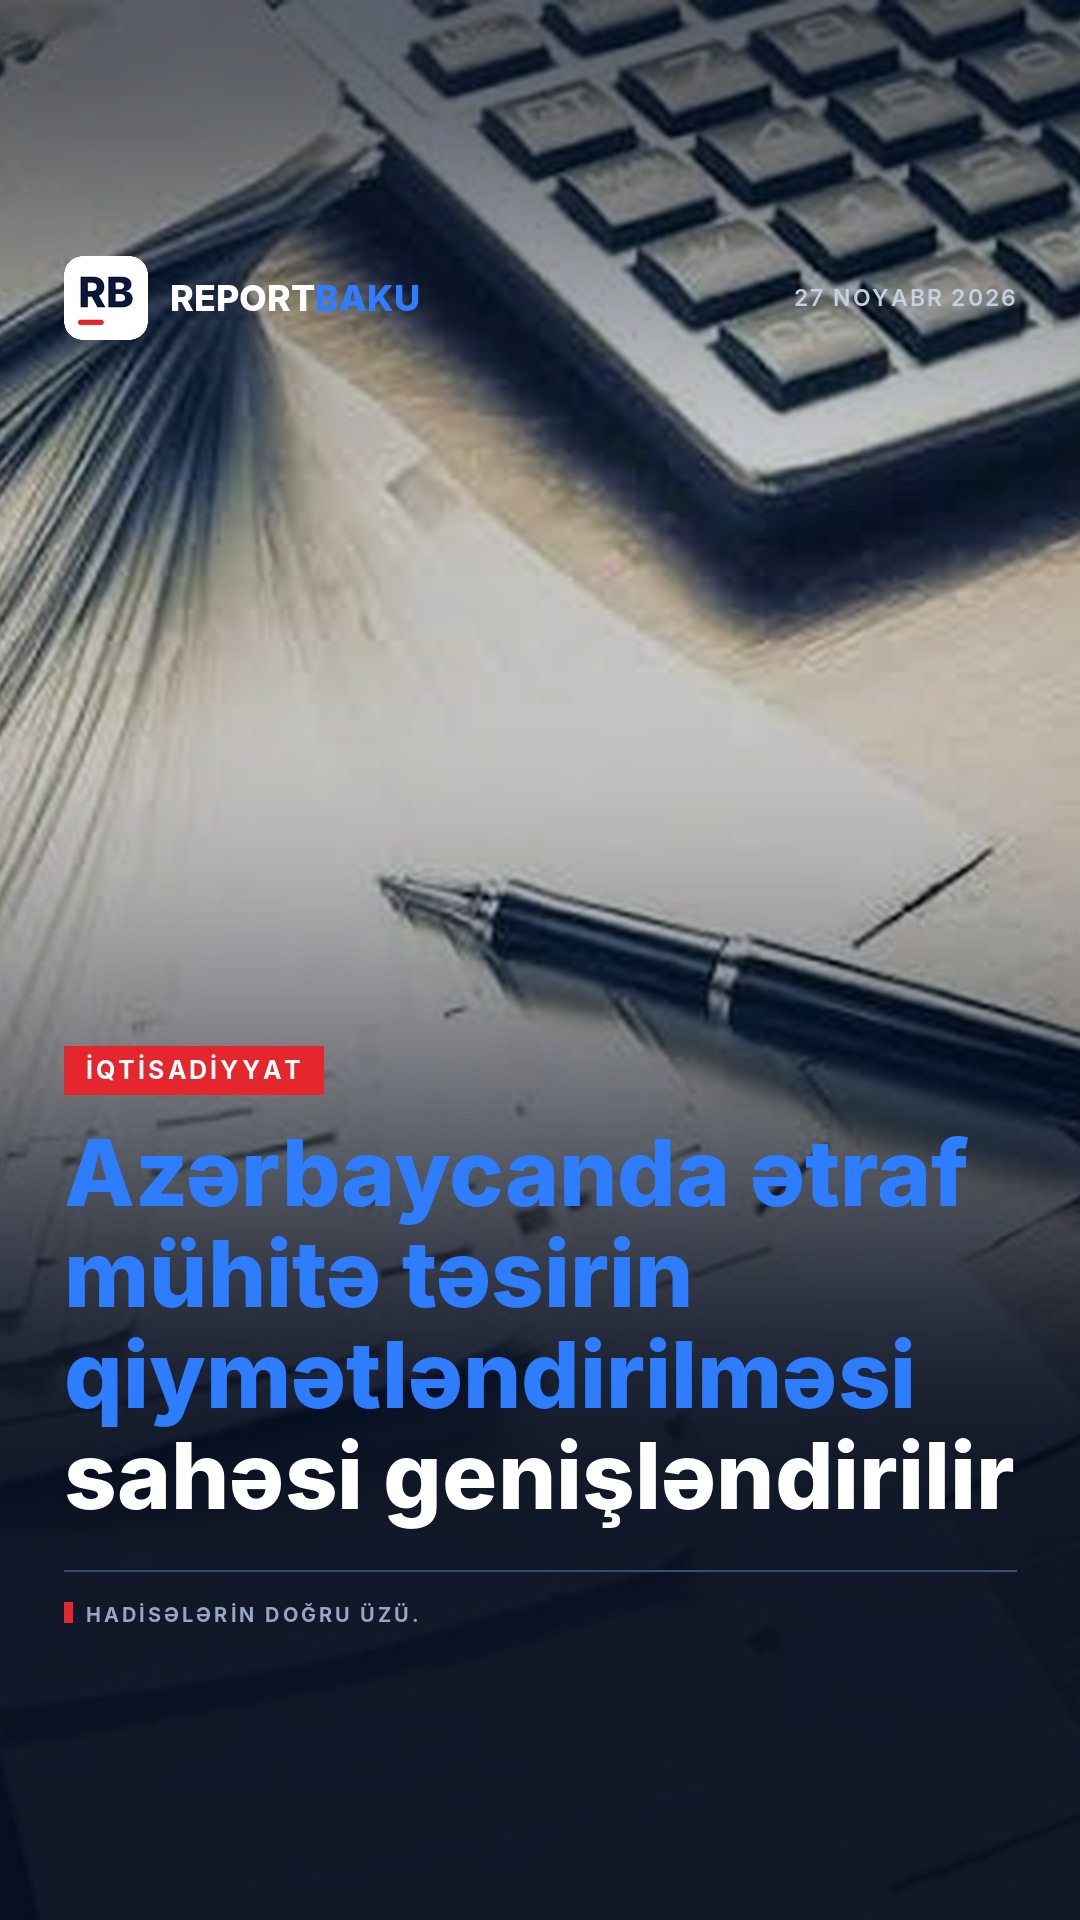 RB
REPORTBAKU
27 NOYABR 2026
İQTİSADİYYAT
Azərbaycanda ətraf
mühitə təsirin
qiymətləndirilməsi
sahəsi genişləndirilir
HADİSƏLƏRİN DOĞRU ÜZÜ.